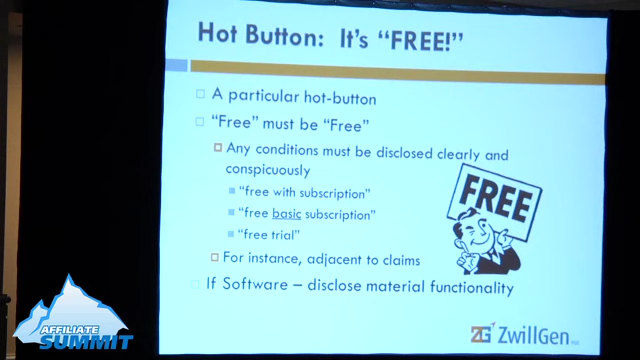 Hot Button: It's "FREE!"
A particular hot-button
"Free" must be "Free"
Any conditions must be disclosed clearly and
conspicuously
"free with subscription"
"free basic subscription"
"free trial"
For instance, adjacent to claims
If Software – disclose material functionality
FREE
ZG ZwillGen
AFFILIATE
SUMMIT